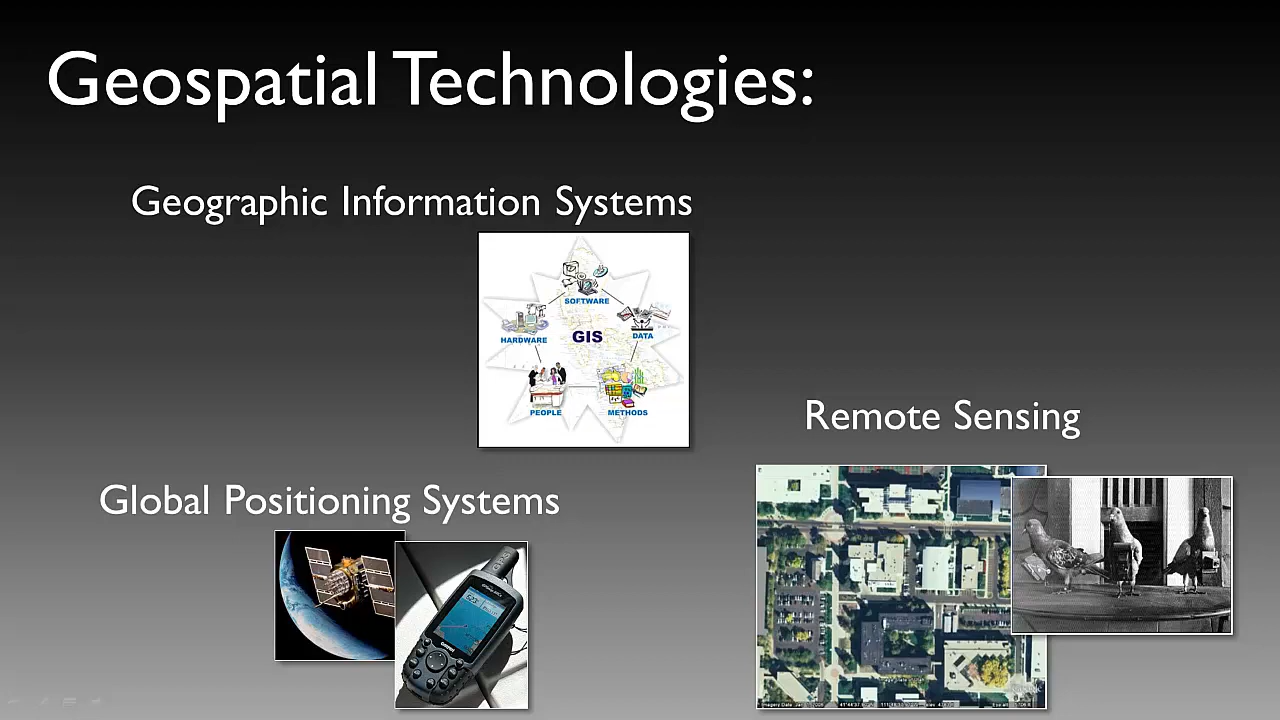 Geospatial Technologies:
Geographic Information Systems
SOFTWARE
HARDWARE
GIS
DATA
PEOPLE
METHODS
Remote Sensing
Global Positioning Systems